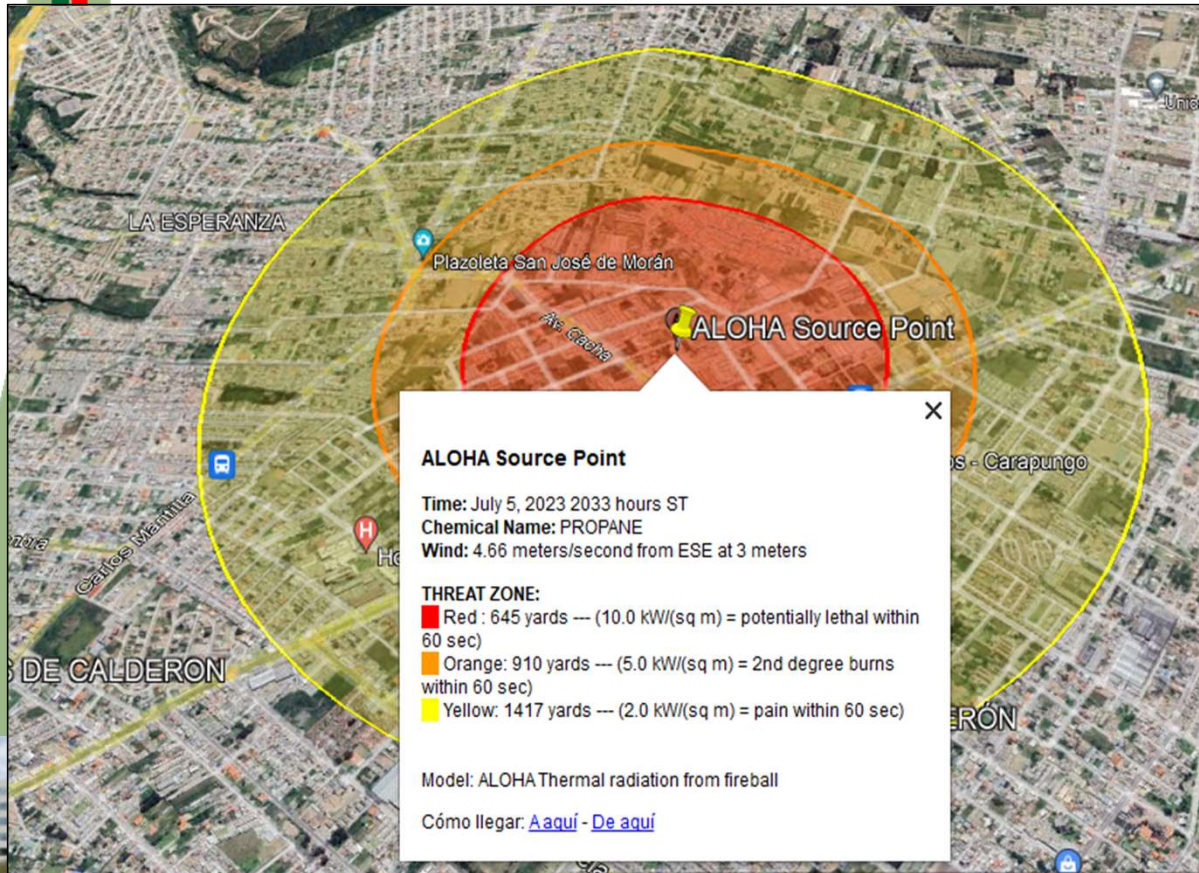 Unid
LA ESPERANZA
Plazoleta San José de Morán
Av. Cacha
ALOHA Source Point
os - Carapungo
Carlos Mantilla
Ho
S DE CALDERON
ERÓN
×
ALOHA Source Point
Time: July 5, 2023 2033 hours ST
Chemical Name: PROPANE
Wind: 4.66 meters/second from ESE at 3 meters
THREAT ZONE:
Red : 645 yards --- (10.0 kW/(sq m) = potentially lethal within
60 sec)
Orange: 910 yards --- (5.0 kW/(sq m) = 2nd degree burns
within 60 sec)
Yellow: 1417 yards --- (2.0 kW/(sq m) = pain within 60 sec)
Model: ALOHA Thermal radiation from fireball
Cómo llegar: A aquí - De aquí